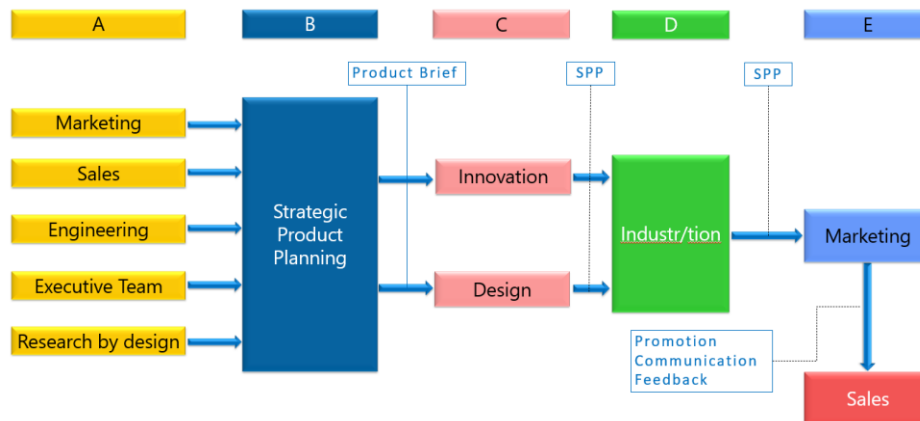 A
B
C
D
E
Product Brief
SPP
SPP
Marketing
Sales
Engineering
Executive Team
Research by design
Strategic
Product
Planning
Innovation
Design
Industr/tion
Marketing
Promotion
Communication
Feedback
Sales